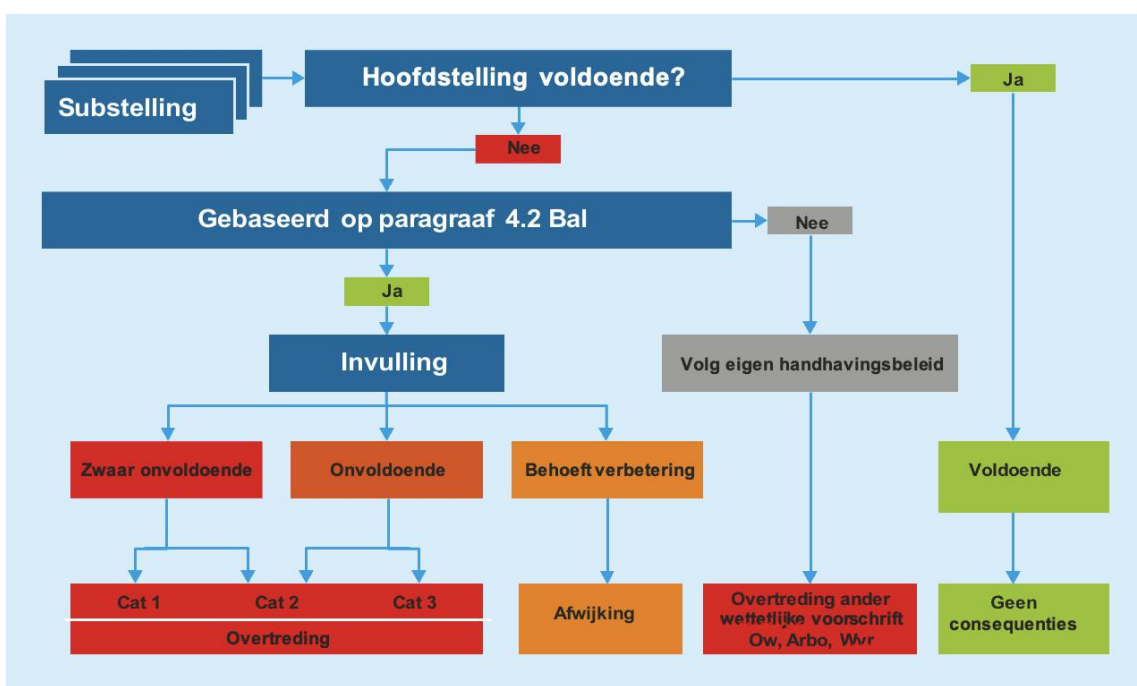 Substelling
Hoofdstelling voldoende?
Ja
Nee
Gebaseerd op paragraaf 4.2 Bal
Nee
Ja
Invulling
Volg eigen handhavingsbeleid
Zwaar onvoldoende
Onvoldoende
Behoeft verbetering
Voldoende
Cat 1
Cat 2
Cat 3
Overtreding
Afwijking
Overtreding ander
wettetlijke voorschrift
Ow, Arbo, Wvr
Geen
consequenties